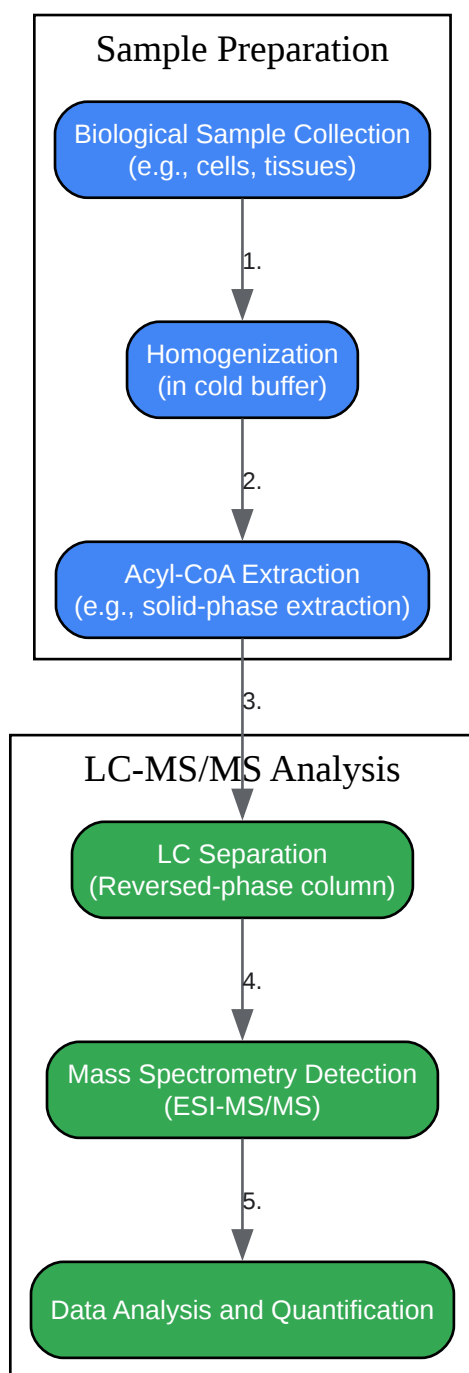 Sample Preparation
Biological Sample Collection
(e.g., cells, tissues)
1.
Homogenization
(in cold buffer)
2.
Acyl-CoA Extraction
(e.g., solid-phase extraction)
3.
LC-MS/MS Analysis
LC Separation
(Reversed-phase column)
4.
Mass Spectrometry Detection
(ESI-MS/MS)
5.
Data Analysis and Quantification